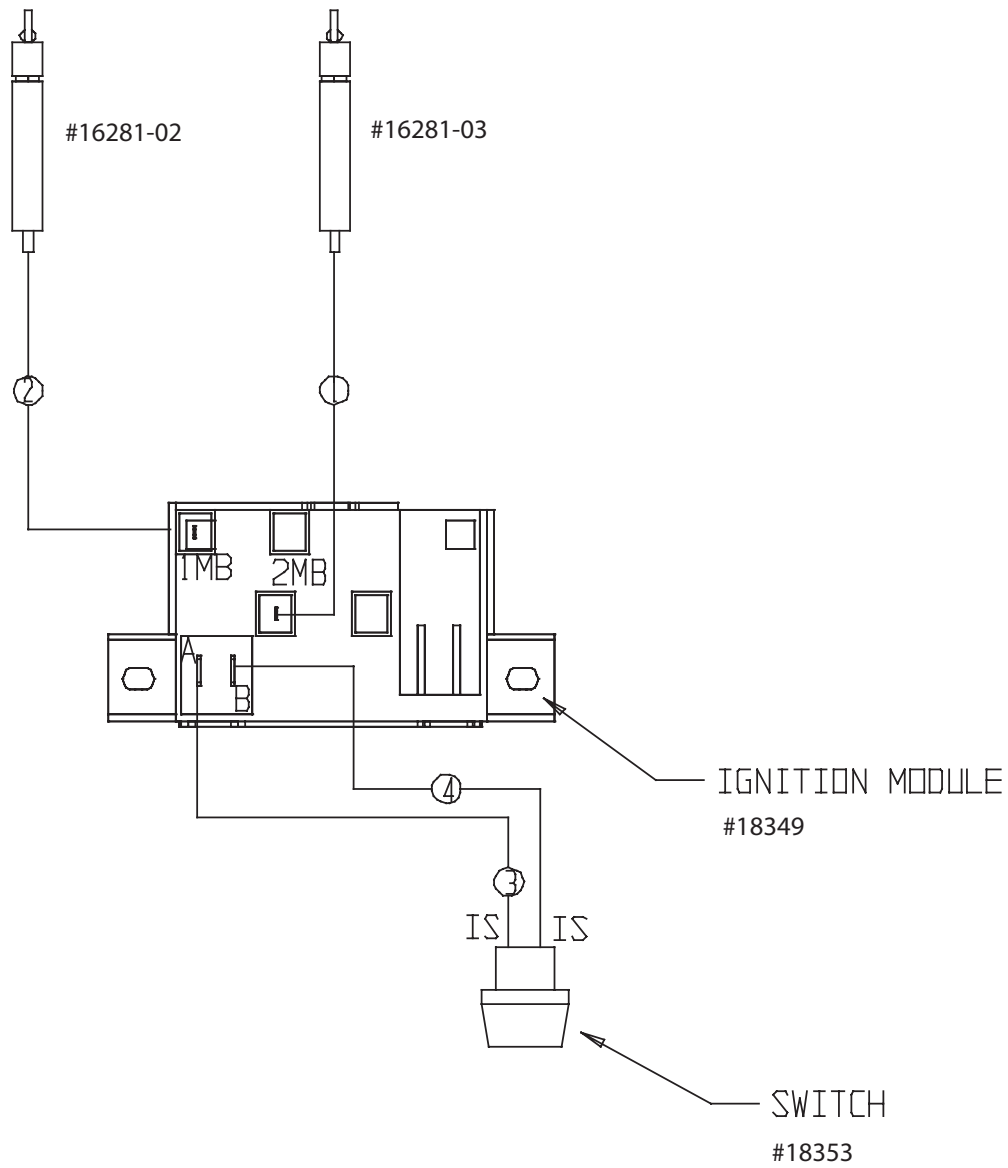 #16281-02
#16281-03
2
1
1MB
2MB
A
B
4
IGNITION MODULE
#18349
3
IS
IS
SWITCH
#18353